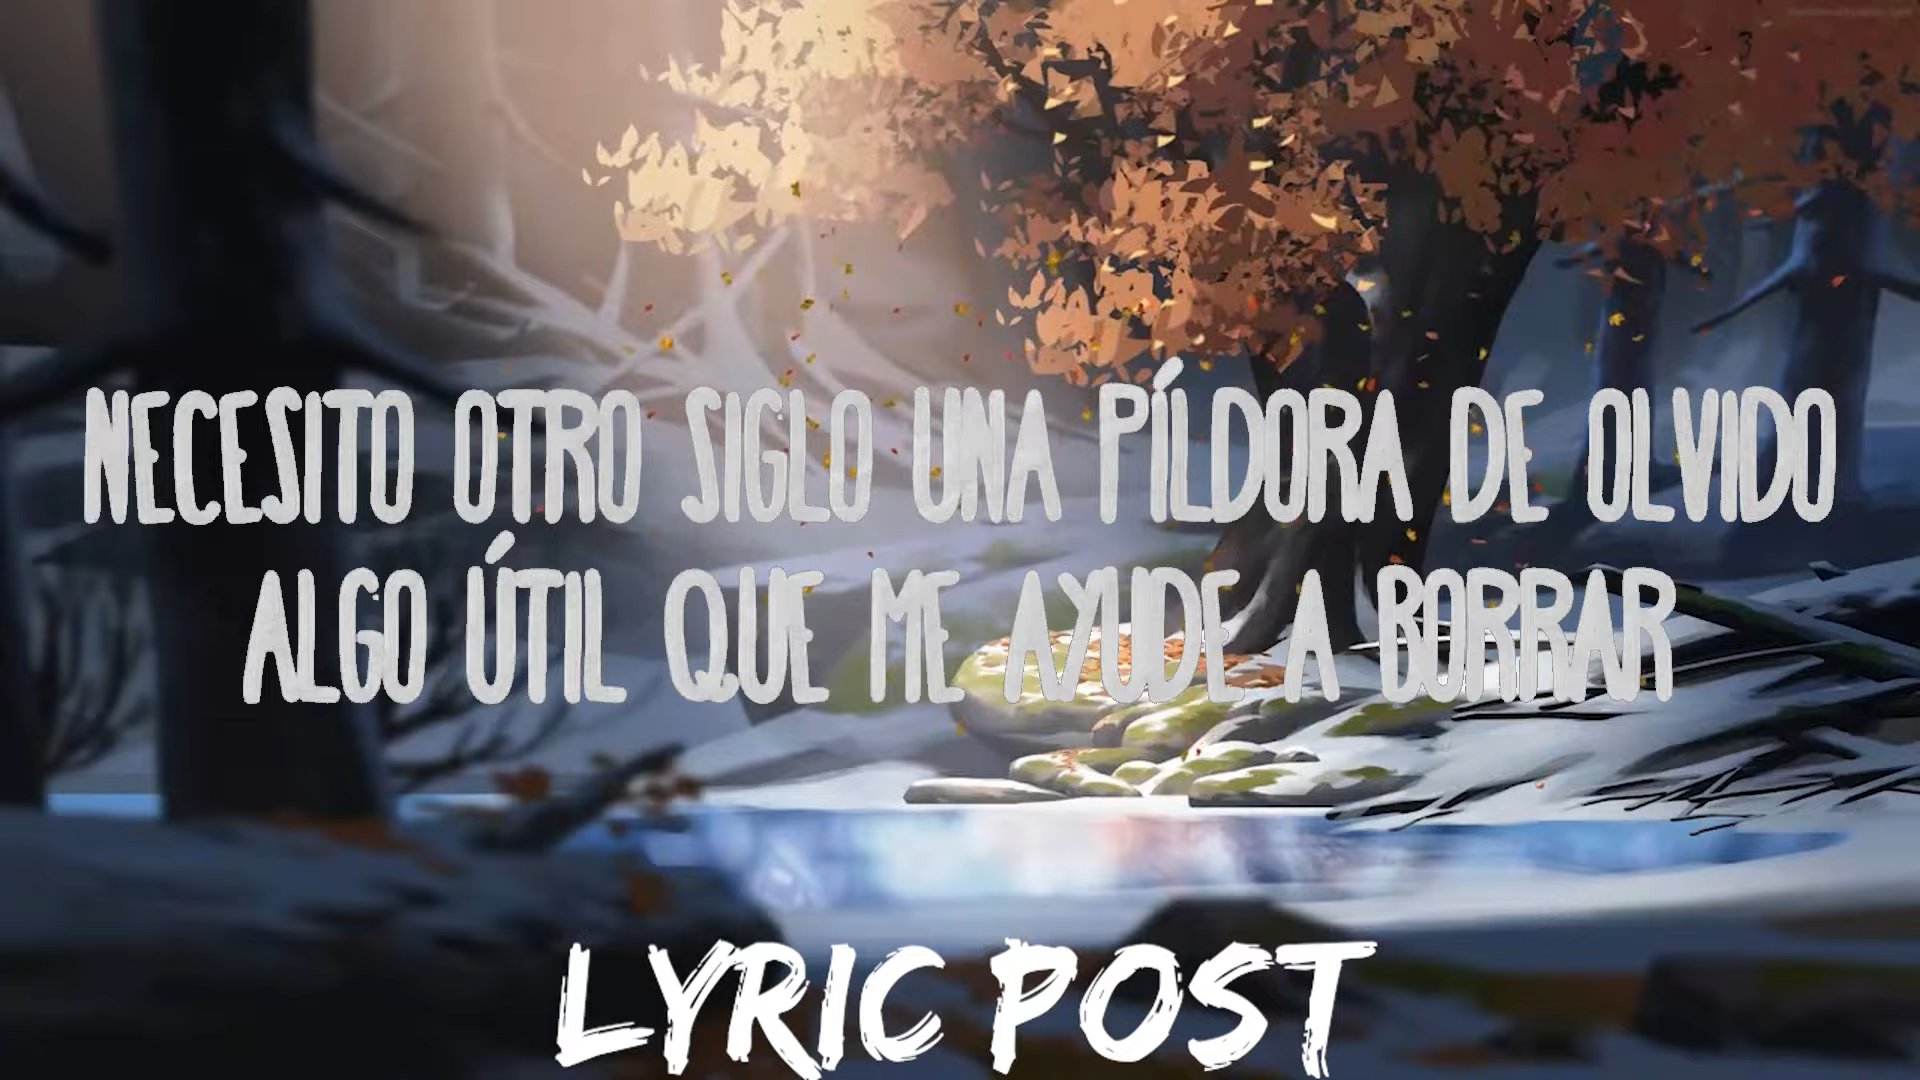 NECESITO OTRO SIGLO UNA PÍLDORA DE OLVIDO
ALGO ÚTIL QUE ME AYUDE A BORRAR
LYRIC POST